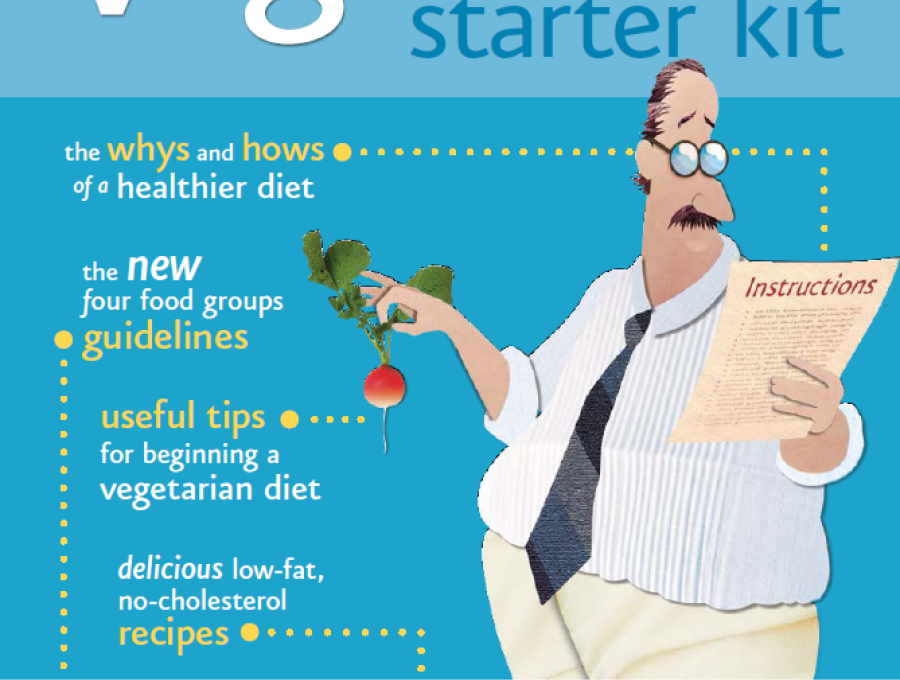 starter kit
the whys and hows
of a healthier diet
the new
four food groups
guidelines
useful tips
for beginning a
vegetarian diet
delicious low-fat,
no-cholesterol
recipes
Instructions